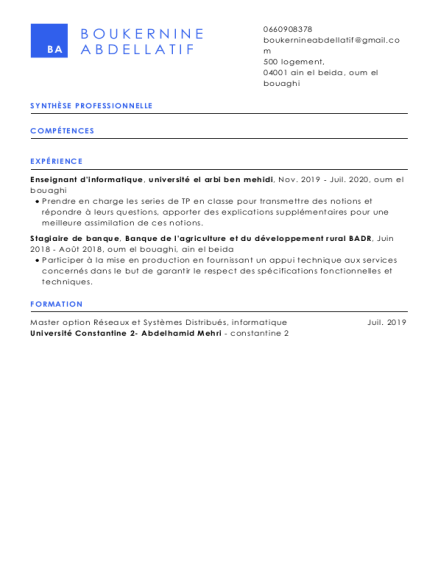 BA
BOUKERNINE
ABDELLATIF
0660908378
boukernineabdellatif@gmail.co
m
500 logement,
04001 ain el beida, oum el
bouaghi
SYNTHÈSE PROFESSIONNELLE
COMPÉTENCES
EXPÉRIENCE
Enseignant d'informatique, université el arbi ben mehidi, Nov. 2019 - Juil. 2020, oum el
bouaghi
• Prendre en charge les series de TP en classe pour transmettre des notions et
répondre à leurs questions, apporter des explications supplémentaires pour une
meilleure assimilation de ces notions.
Stagiaire de banque, Banque de l'agriculture et du développement rural BADR, Juin
2018 - Août 2018, oum el bouaghi, ain el beida
• Participer à la mise en production en fournissant un appui technique aux services
concernés dans le but de garantir le respect des spécifications fonctionnelles et
techniques.
FORMATION
Master option Réseaux et Systèmes Distribués, informatique Juil. 2019
Université Constantine 2- Abdelhamid Mehri - constantine 2